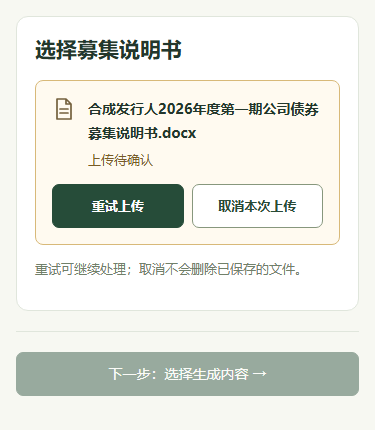 选择募集说明书
合成发行人2026年度第一期公司债券
募集说明书.docx
上传待确认
重试上传
取消本次上传
重试可继续处理；取消不会删除已保存的文件。
下一步：选择生成内容 →